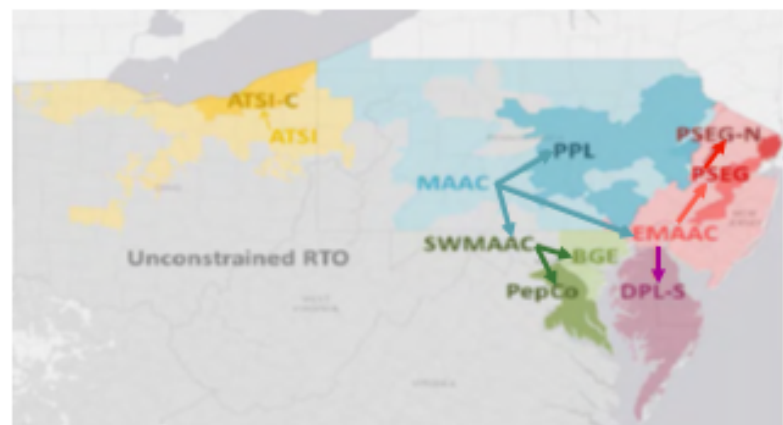 ATSI-C
ATSI
PSEG-N
PPL
PSEG
MAAC
EMAAC
SWMAAC
BGE
Unconstrained RTO
PepCo
DPL-S